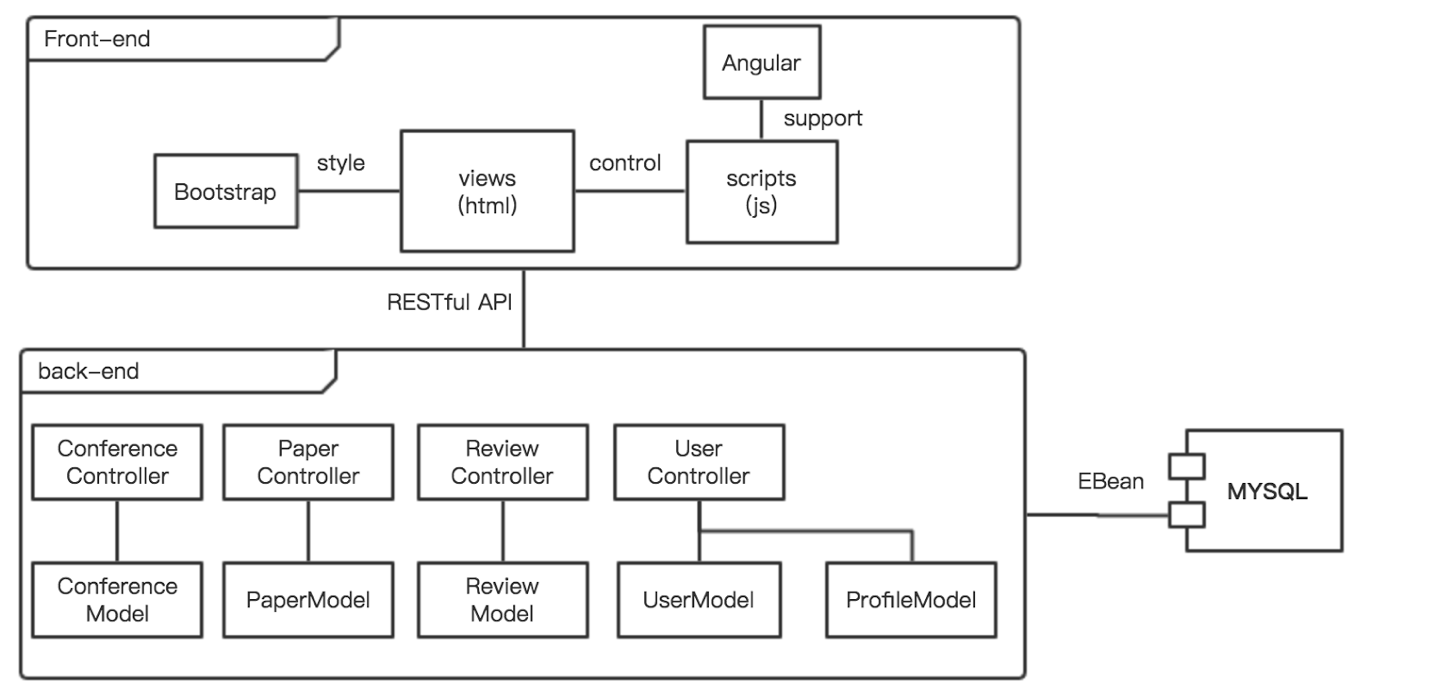 Front-end
Angular
support
style
control
Bootstrap
views
(html)
scripts
(js)
RESTful API
back-end
Conference
Controller
Paper
Controller
Review
Controller
User
Controller
EBean
MYSQL
Conference
Model
PaperModel
Review
Model
UserModel
ProfileModel